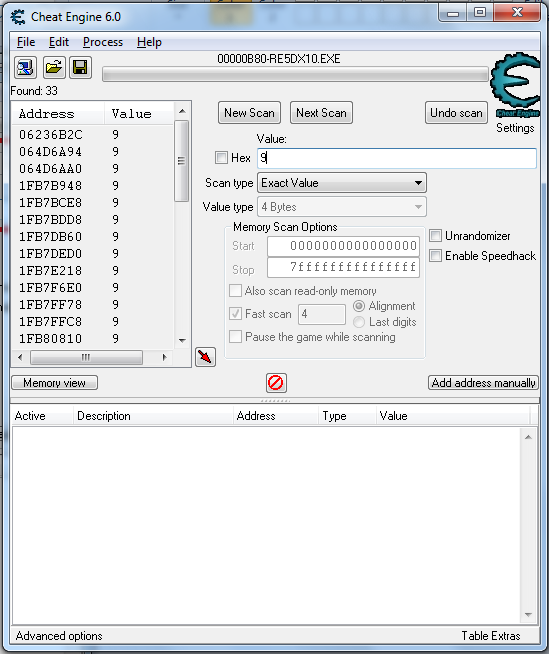 Cheat Engine 6.0
File Edit Process Help
00000B80-RE5DX10.EXE
Found: 33
Cheat Engine
Settings
Address Value
06236B2C 9
064D6A94 9
064D6AA0 9
1FB7B948 9
1FB7BCE8 9
1FB7BDD8 9
1FB7DB60 9
1FB7DED0 9
1FB7E218 9
1FB7F6E0 9
1FB7FF78 9
1FB7FFC8 9
1FB80810 9
New Scan Next Scan Undo scan
Value:
Hex 9
Scan type Exact Value
Value type 4 Bytes
Memory Scan Options
Start 0000000000000000
Stop 7fffffffffffffff
Also scan read-only memory
Fast scan 4 Alignment
Last digits
Pause the game while scanning
Unrandomizer
Enable Speedhack
Memory view Add address manually
Active Description Address Type Value
Advanced options Table Extras